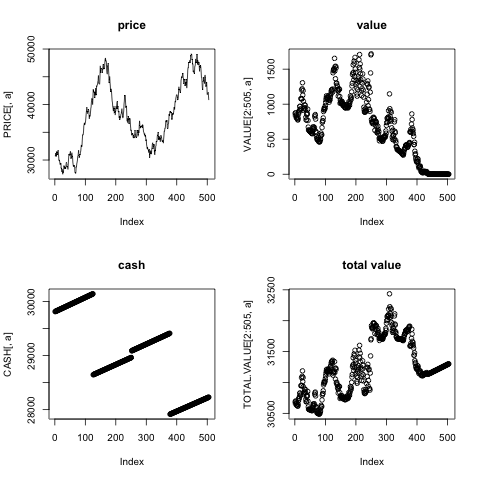 price
PRICE[, a]
50000
40000
30000
0 100 200 300 400 500
Index
value
VALUE[2:505, a]
1500
1000
500
0
0 100 200 300 400 500
Index
cash
CASH[, a]
30000
29000
28000
0 100 200 300 400 500
Index
total value
TOTAL.VALUE[2:505, a]
32500
31500
30500
0 100 200 300 400 500
Index